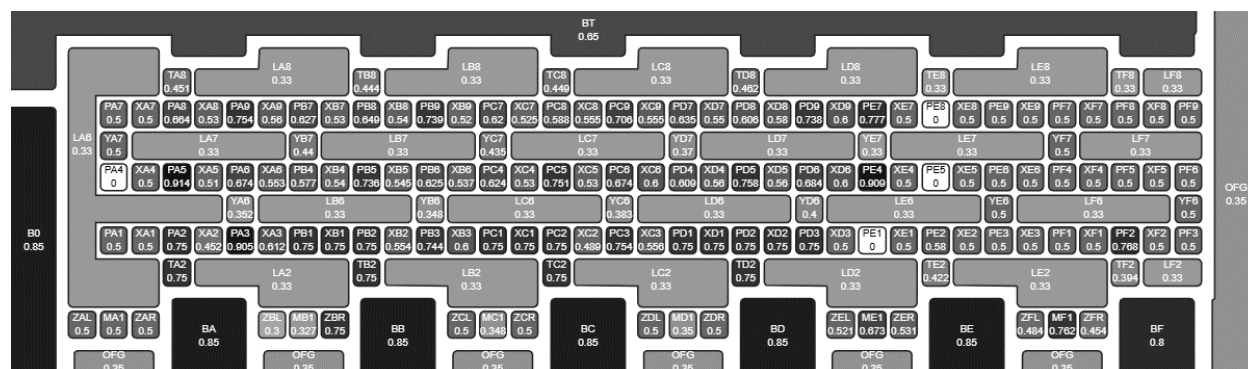 BT
0.65
LA8 LB8 LC8 LD8 LE8
0.33 0.33 0.33 0.33 0.33
TA8 TB8 TC8 TD8 TE8 TF8 LF8
0.451 0.444 0.449 0.462 0.33 0.33 0.33
PA7 XA7 PA8 XA8 PA9 XA9 PB7 XB7 PB8 XB8 PB9 XB9 PC7 XC7 PC8 XC8 PC9 XC9 PD7 XD7 PD8 XD8 PD9 XD9 PE7 XE7 PE8 XE8 PE9 XE9 PF7 XF7 PF8 XF8 PF9
0.5 0.5 0.664 0.53 0.754 0.56 0.627 0.53 0.649 0.54 0.739 0.52 0.62 0.525 0.588 0.555 0.706 0.555 0.635 0.55 0.606 0.58 0.738 0.6 0.777 0.5 0 0.5 0.5 0.5 0.5 0.5 0.5 0.5 0.5
LA6 YA7 LA7 YB7 LB7 YC7 LC7 YD7 LD7 YE7 LE7 YF7 LF7
0.33 0.5 0.33 0.44 0.33 0.435 0.33 0.37 0.33 0.33 0.33 0.5 0.33
PA4 XA4 PA5 XA5 PA6 XA6 PB4 XB4 PB5 XB5 PB6 XB6 PC4 XC4 PC5 XC5 PC6 XC6 PD4 XD4 PD5 XD5 PD6 XD6 PE4 XE4 PE5 XE5 PE6 XE6 PF4 XF4 PF5 XF5 PF6
0 0.5 0.914 0.51 0.674 0.553 0.577 0.54 0.736 0.545 0.625 0.537 0.624 0.53 0.751 0.53 0.674 0.6 0.609 0.56 0.758 0.56 0.684 0.6 0.909 0.5 0 0.5 0.5 0.5 0.5 0.5 0.5 0.5 0.5
OFG
0.35
YA6 LB6 YB6 LC6 YC6 LD6 YD6 LE6 YE6 LF6 YF6
0.352 0.33 0.348 0.33 0.383 0.33 0.4 0.33 0.5 0.33 0.5
B0
0.85
PA1 XA1 PA2 XA2 PA3 XA3 PB1 XB1 PB2 XB2 PB3 XB3 PC1 XC1 PC2 XC2 PC3 XC3 PD1 XD1 PD2 XD2 PD3 XD3 PE1 XE1 PE2 XE2 PE3 XE3 PF1 XF1 PF2 XF2 PF3
0.5 0.5 0.75 0.452 0.905 0.612 0.75 0.75 0.75 0.554 0.744 0.6 0.75 0.75 0.75 0.489 0.754 0.556 0.75 0.75 0.75 0.75 0.75 0.5 0 0.5 0.58 0.5 0.5 0.5 0.5 0.5 0.768 0.5 0.5
TA2 LA2 TB2 LB2 TC2 LC2 TD2 LD2 TE2 LE2 TF2 LF2
0.75 0.33 0.75 0.33 0.75 0.33 0.75 0.33 0.422 0.33 0.394 0.33
ZAL MA1 ZAR BA ZBL MB1 ZBR BB ZCL MC1 ZCR BC ZDL MD1 ZDR BD ZEL ME1 ZER BE ZFL MF1 ZFR BF
0.5 0.5 0.5 0.85 0.3 0.327 0.75 0.85 0.5 0.348 0.5 0.85 0.5 0.35 0.5 0.85 0.521 0.673 0.531 0.85 0.484 0.762 0.454 0.8
OFG OFG OFG OFG OFG OFG
0.35 0.35 0.35 0.35 0.35 0.35